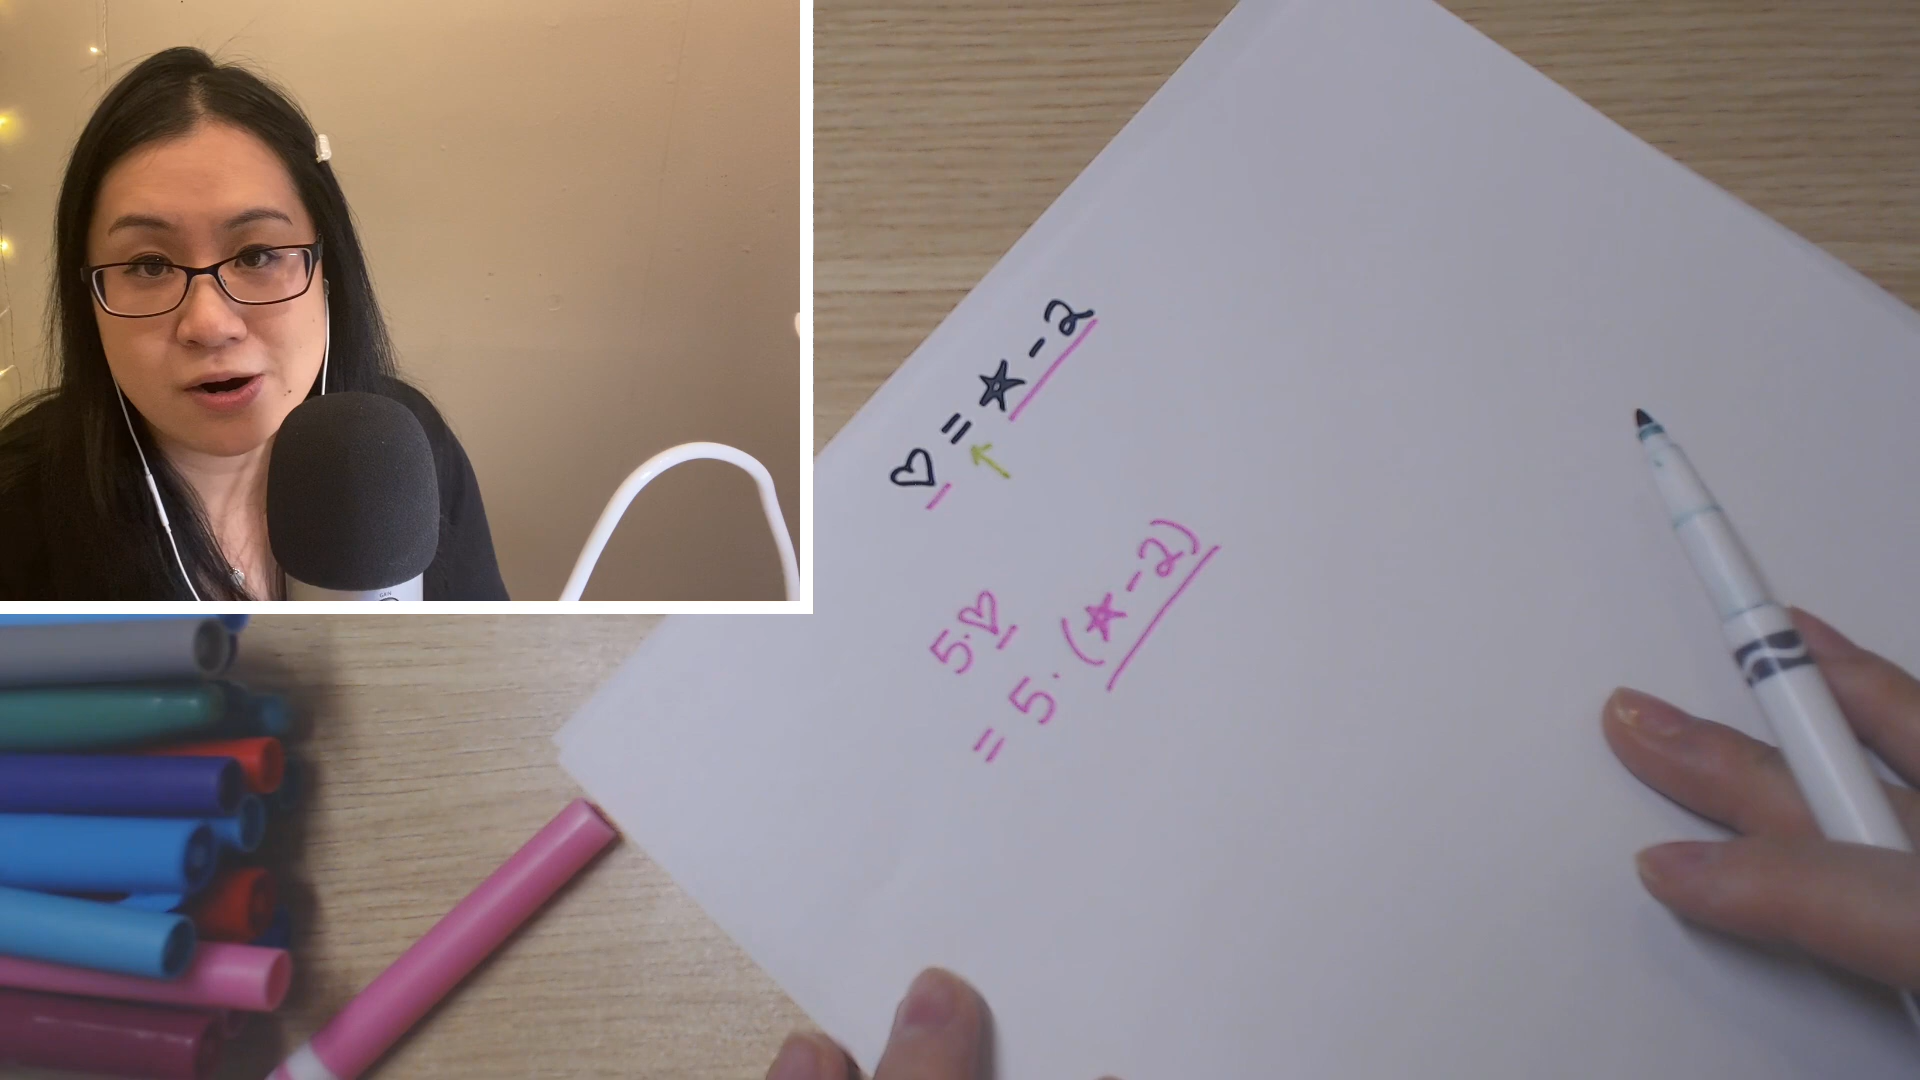 ♡ = ★ - 2
5·♡
= 5·(★ - 2)